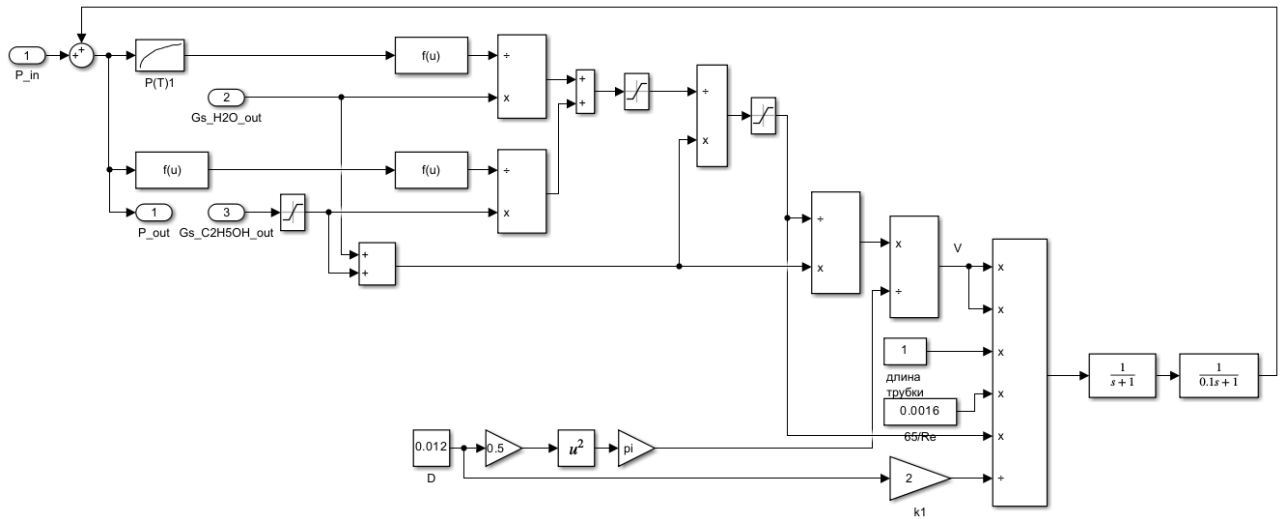 1
P_in
+
+
P(T)1
f(u)
÷
x
2
Gs_H2O_out
+
+
÷
x
f(u)
f(u)
÷
x
1
P_out
3
Gs_C2H5OH_out
+
+
÷
x
x
÷
V
x
x
1
x
длина
трубки
0.0016
x
65/Re
x
0.012
D
0.5
u²
pi
2
÷
k1
1
s + 1
1
0.1s + 1